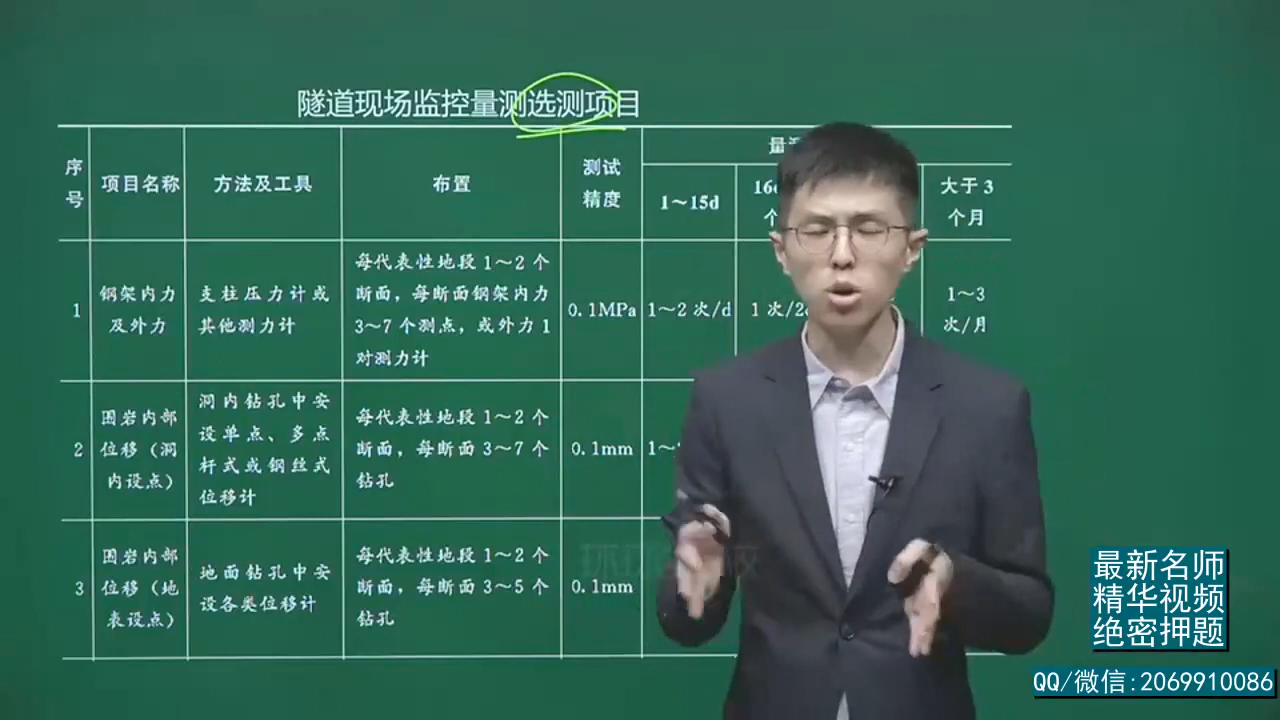 隧道现场监控量测选测项目
序号
项目名称
方法及工具
布置
测试
精度
1～15d
大于 3
个月
1
钢架内力
及外力
支柱压力计或
其他测力计
每代表性地段 1～2 个
断面，每断面钢架内力
3～7 个测点，或外力 1
对测力计
0.1MPa
1～2 次/d
1～3
次/月
2
围岩内部
位移（洞
内设点）
洞内钻孔中安
设单点、多点
杆式或钢丝式
位移计
每代表性地段 1～2 个
断面，每断面 3～7 个
钻孔
0.1mm
3
围岩内部
位移（地
表设点）
地面钻孔中安
设各类位移计
每代表性地段 1～2 个
断面，每断面 3～5 个
钻孔
0.1mm
最新名师
精华视频
绝密押题
QQ/微信:2069910086